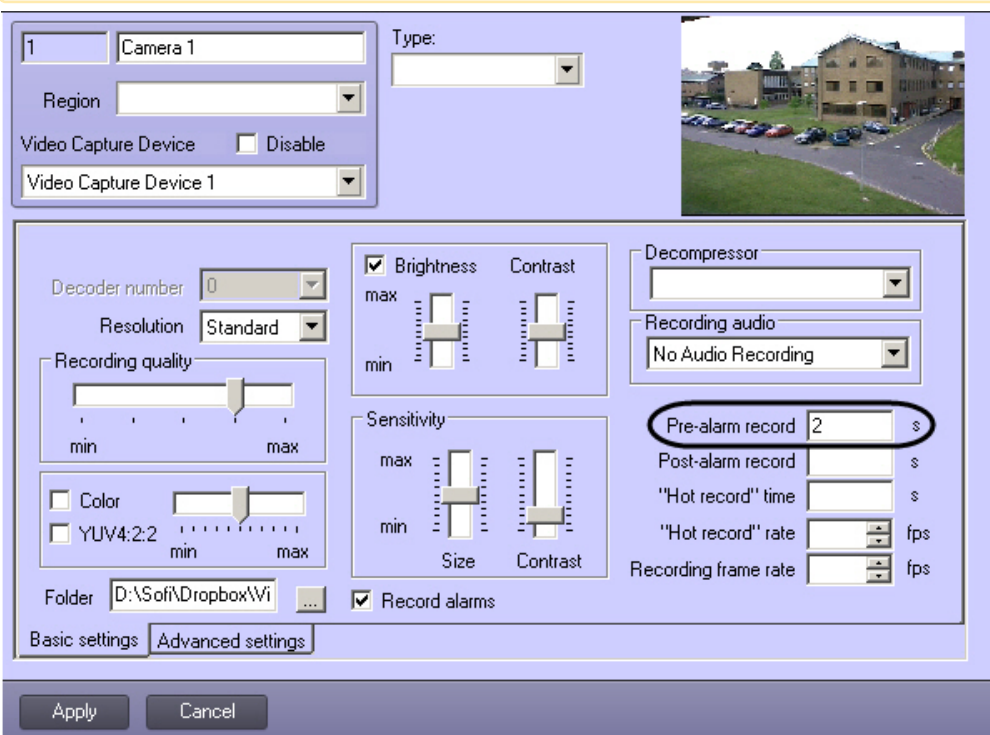 1
Camera 1
Type:
Region
Video Capture Device
Disable
Video Capture Device 1
Decoder number
0
Resolution
Standard
Recording quality
min
max
Color
YUV4:2:2
min
max
Folder
D:\Sofi\Dropbox\Vi
...
Brightness
Contrast
max
min
Sensitivity
max
min
Size
Contrast
Record alarms
Decompressor
Recording audio
No Audio Recording
Pre-alarm record 2 s
Post-alarm record s
"Hot record" time s
"Hot record" rate fps
Recording frame rate fps
Basic settings
Advanced settings
Apply
Cancel